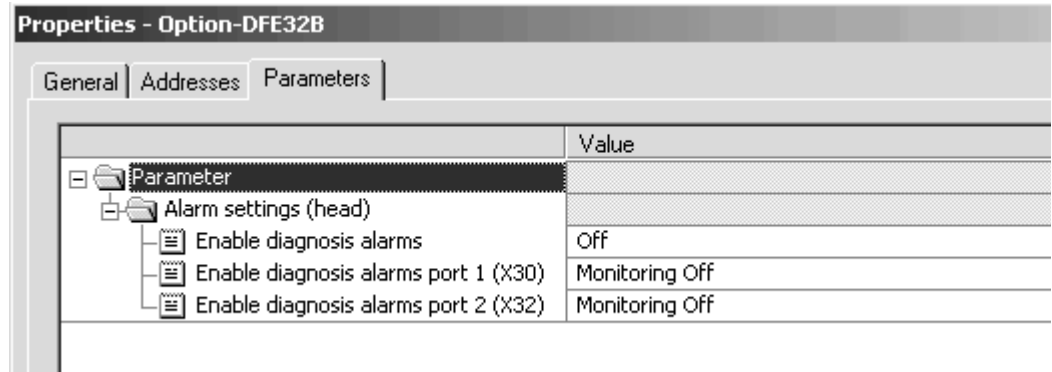 Properties - Option-DFE32B
General Addresses Parameters
Value
Parameter
Alarm settings (head)
Enable diagnosis alarms Off
Enable diagnosis alarms port 1 (X30) Monitoring Off
Enable diagnosis alarms port 2 (X32) Monitoring Off